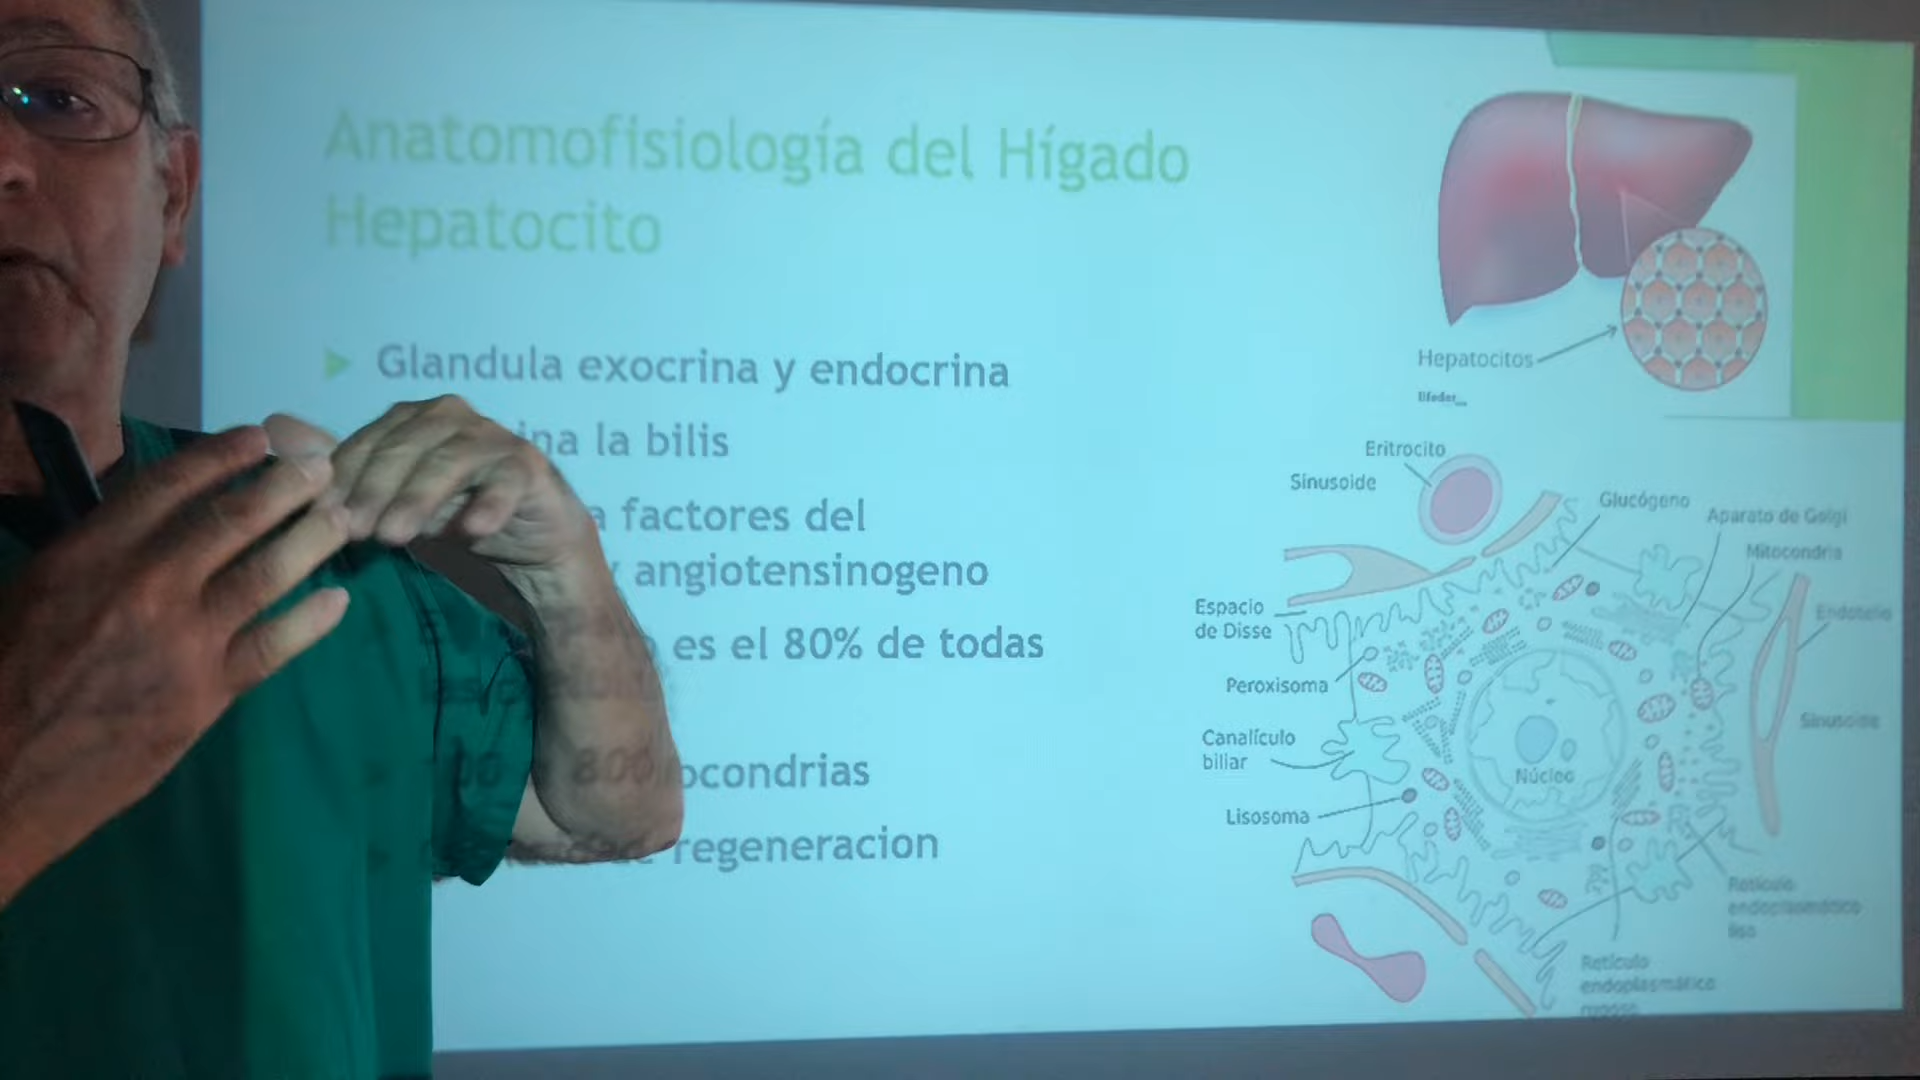 Anatomofisiología del Hígado
Hepatocito
Glandula exocrina y endocrina
la bilis
factores del
angiotensinogeno
es el 80% de todas
800
regeneracion
Hepatocitos
Eritrocito
Sinusoide
Glucógeno
Aparato de Golgi
Mitocondria
Endotelio
Espacio
de Disse
Peroxisoma
Sinusoide
Canalículo
biliar
Núcleo
Lisosoma
Retículo
endoplasmático
liso
Retículo
endoplasmático